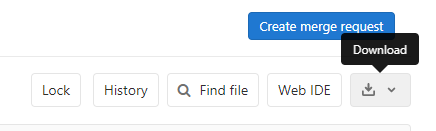 Create merge request
Download
Lock History Find file Web IDE